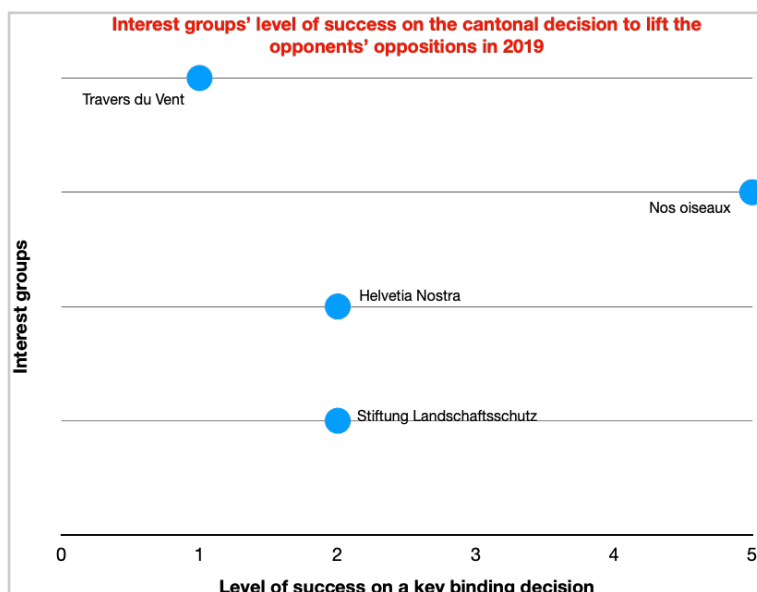 Interest groups’ level of success on the cantonal decision to lift the
opponents’ oppositions in 2019
Travers du Vent
Nos oiseaux
Helvetia Nostra
Stiftung Landschaftsschutz
Interest groups
0 1 2 3 4 5
Level of success on a key binding decision